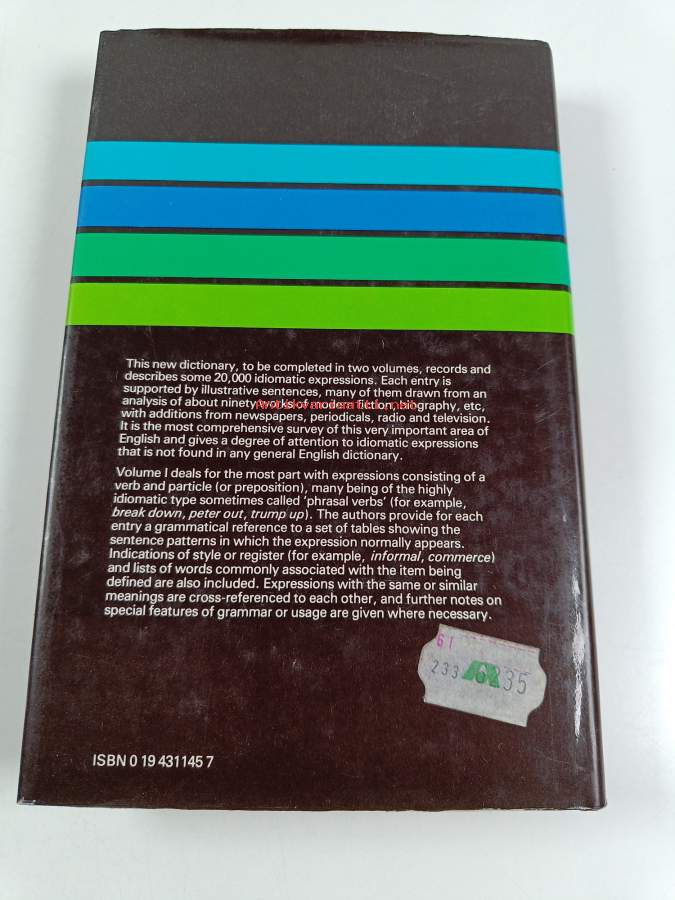 This new dictionary, to be completed in two volumes, records and
describes some 20,000 idiomatic expressions. Each entry is
supported by illustrative sentences, many of them drawn from an
analysis of about ninety works of modern fiction, biography, etc,
with additions from newspapers, periodicals, radio and television.
It is the most comprehensive survey of this very important area of
English and gives a degree of attention to idiomatic expressions
that is not found in any general English dictionary.
Volume I deals for the most part with expressions consisting of a
verb and particle (or preposition), many being of the highly
idiomatic type sometimes called 'phrasal verbs' (for example,
break down, peter out, trump up). The authors provide for each
entry a grammatical reference to a set of tables showing the
sentence patterns in which the expression normally appears.
Indications of style or register (for example, informal, commerce)
and lists of words commonly associated with the item being
defined are also included. Expressions with the same or similar
meanings are cross-referenced to each other, and further notes on
special features of grammar or usage are given where necessary.
61
233
ISBN 0 19 431145 7